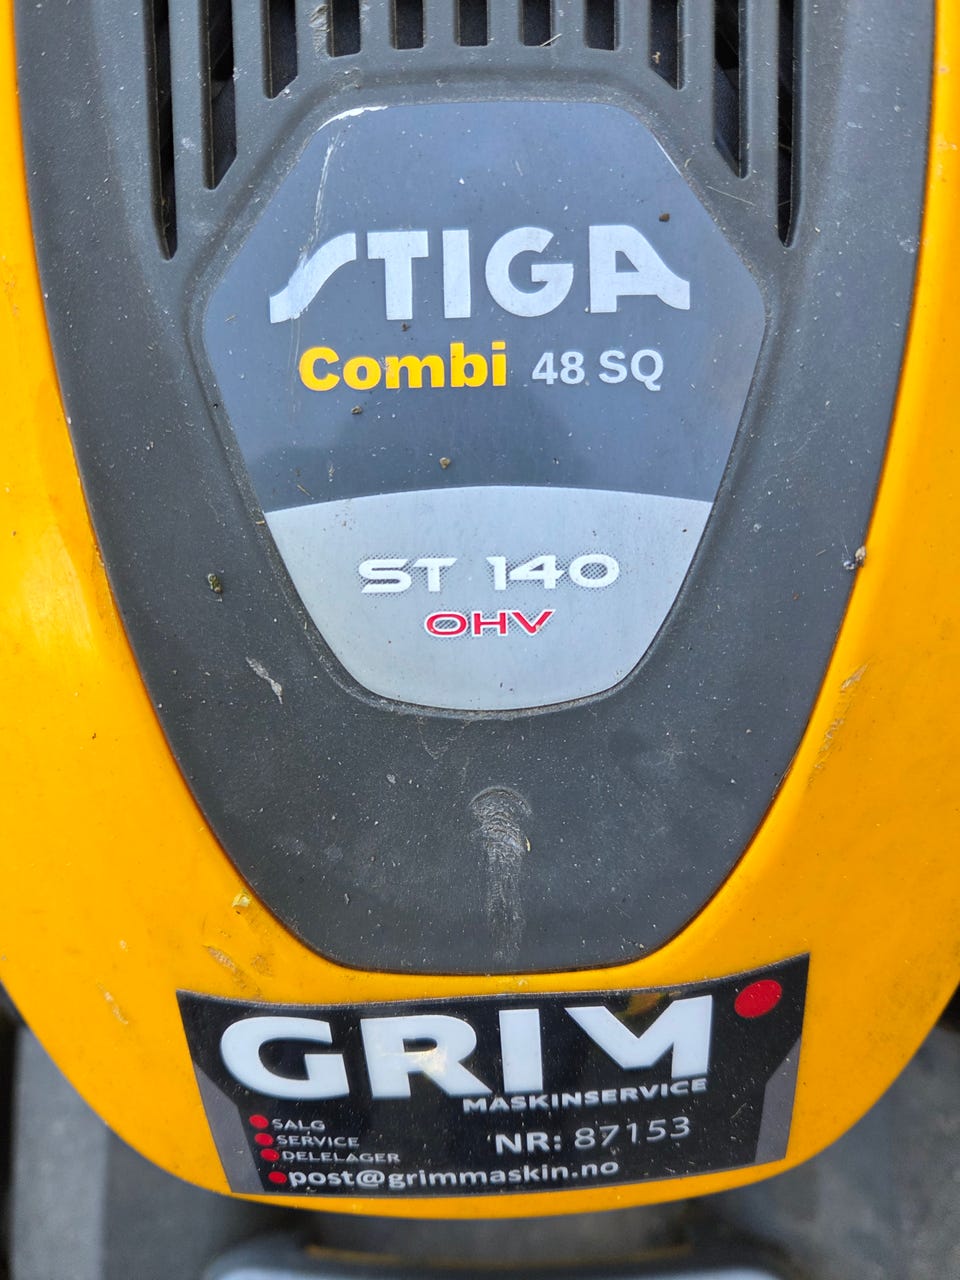 STIGA
Combi 48 SQ
ST 140
OHV
GRIM
MASKINSERVICE
SALG
SERVICE
DELELAGER
NR: 87153
post@grimmaskin.no